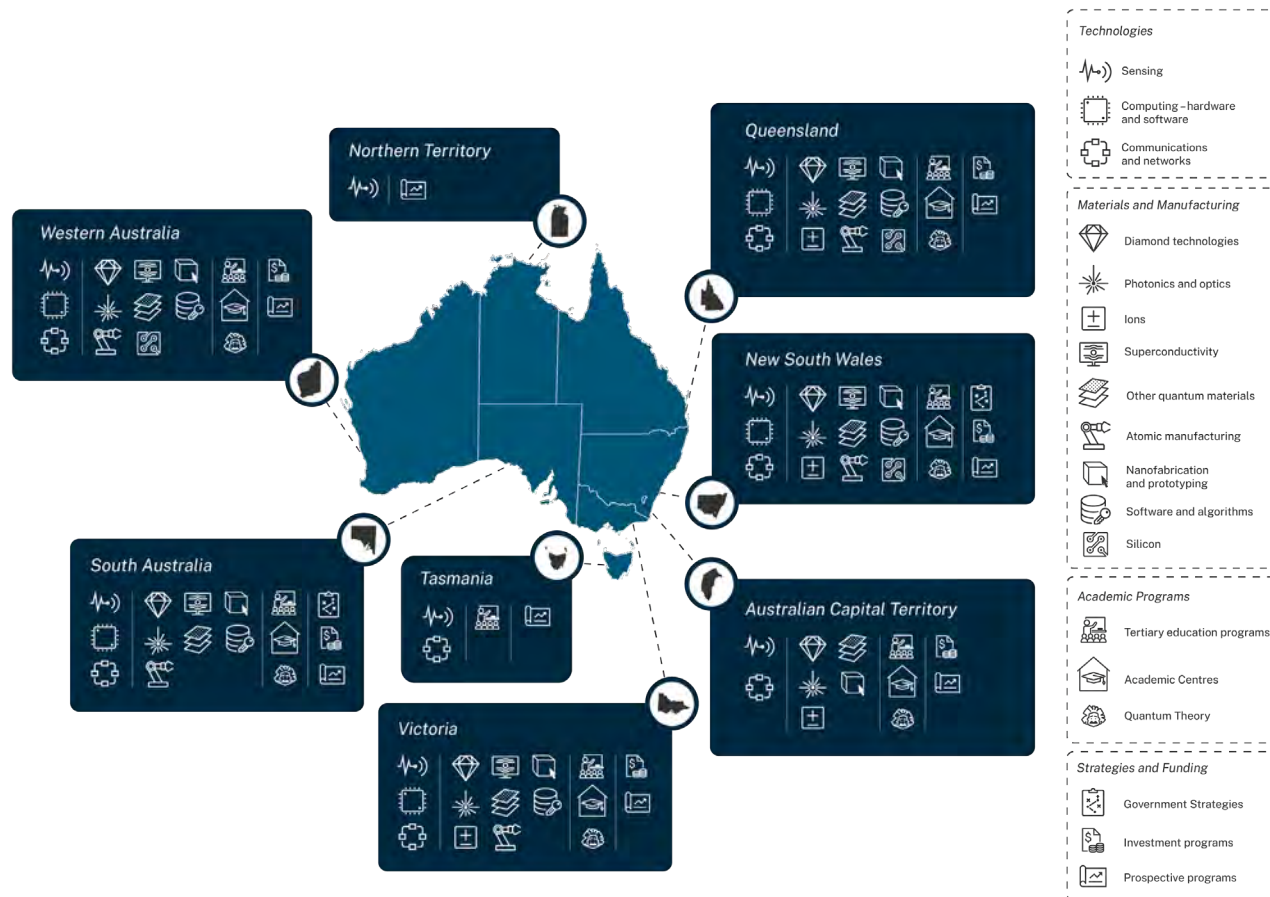 Northern Territory
Queensland
Western Australia
New South Wales
South Australia
Tasmania
Australian Capital Territory
Victoria
Technologies
Sensing
Computing – hardware
and software
Communications
and networks
Materials and Manufacturing
Diamond technologies
Photonics and optics
Ions
Superconductivity
Other quantum materials
Atomic manufacturing
Nanofabrication
and prototyping
Software and algorithms
Silicon
Academic Programs
Tertiary education programs
Academic Centres
Quantum Theory
Strategies and Funding
Government Strategies
Investment programs
Prospective programs